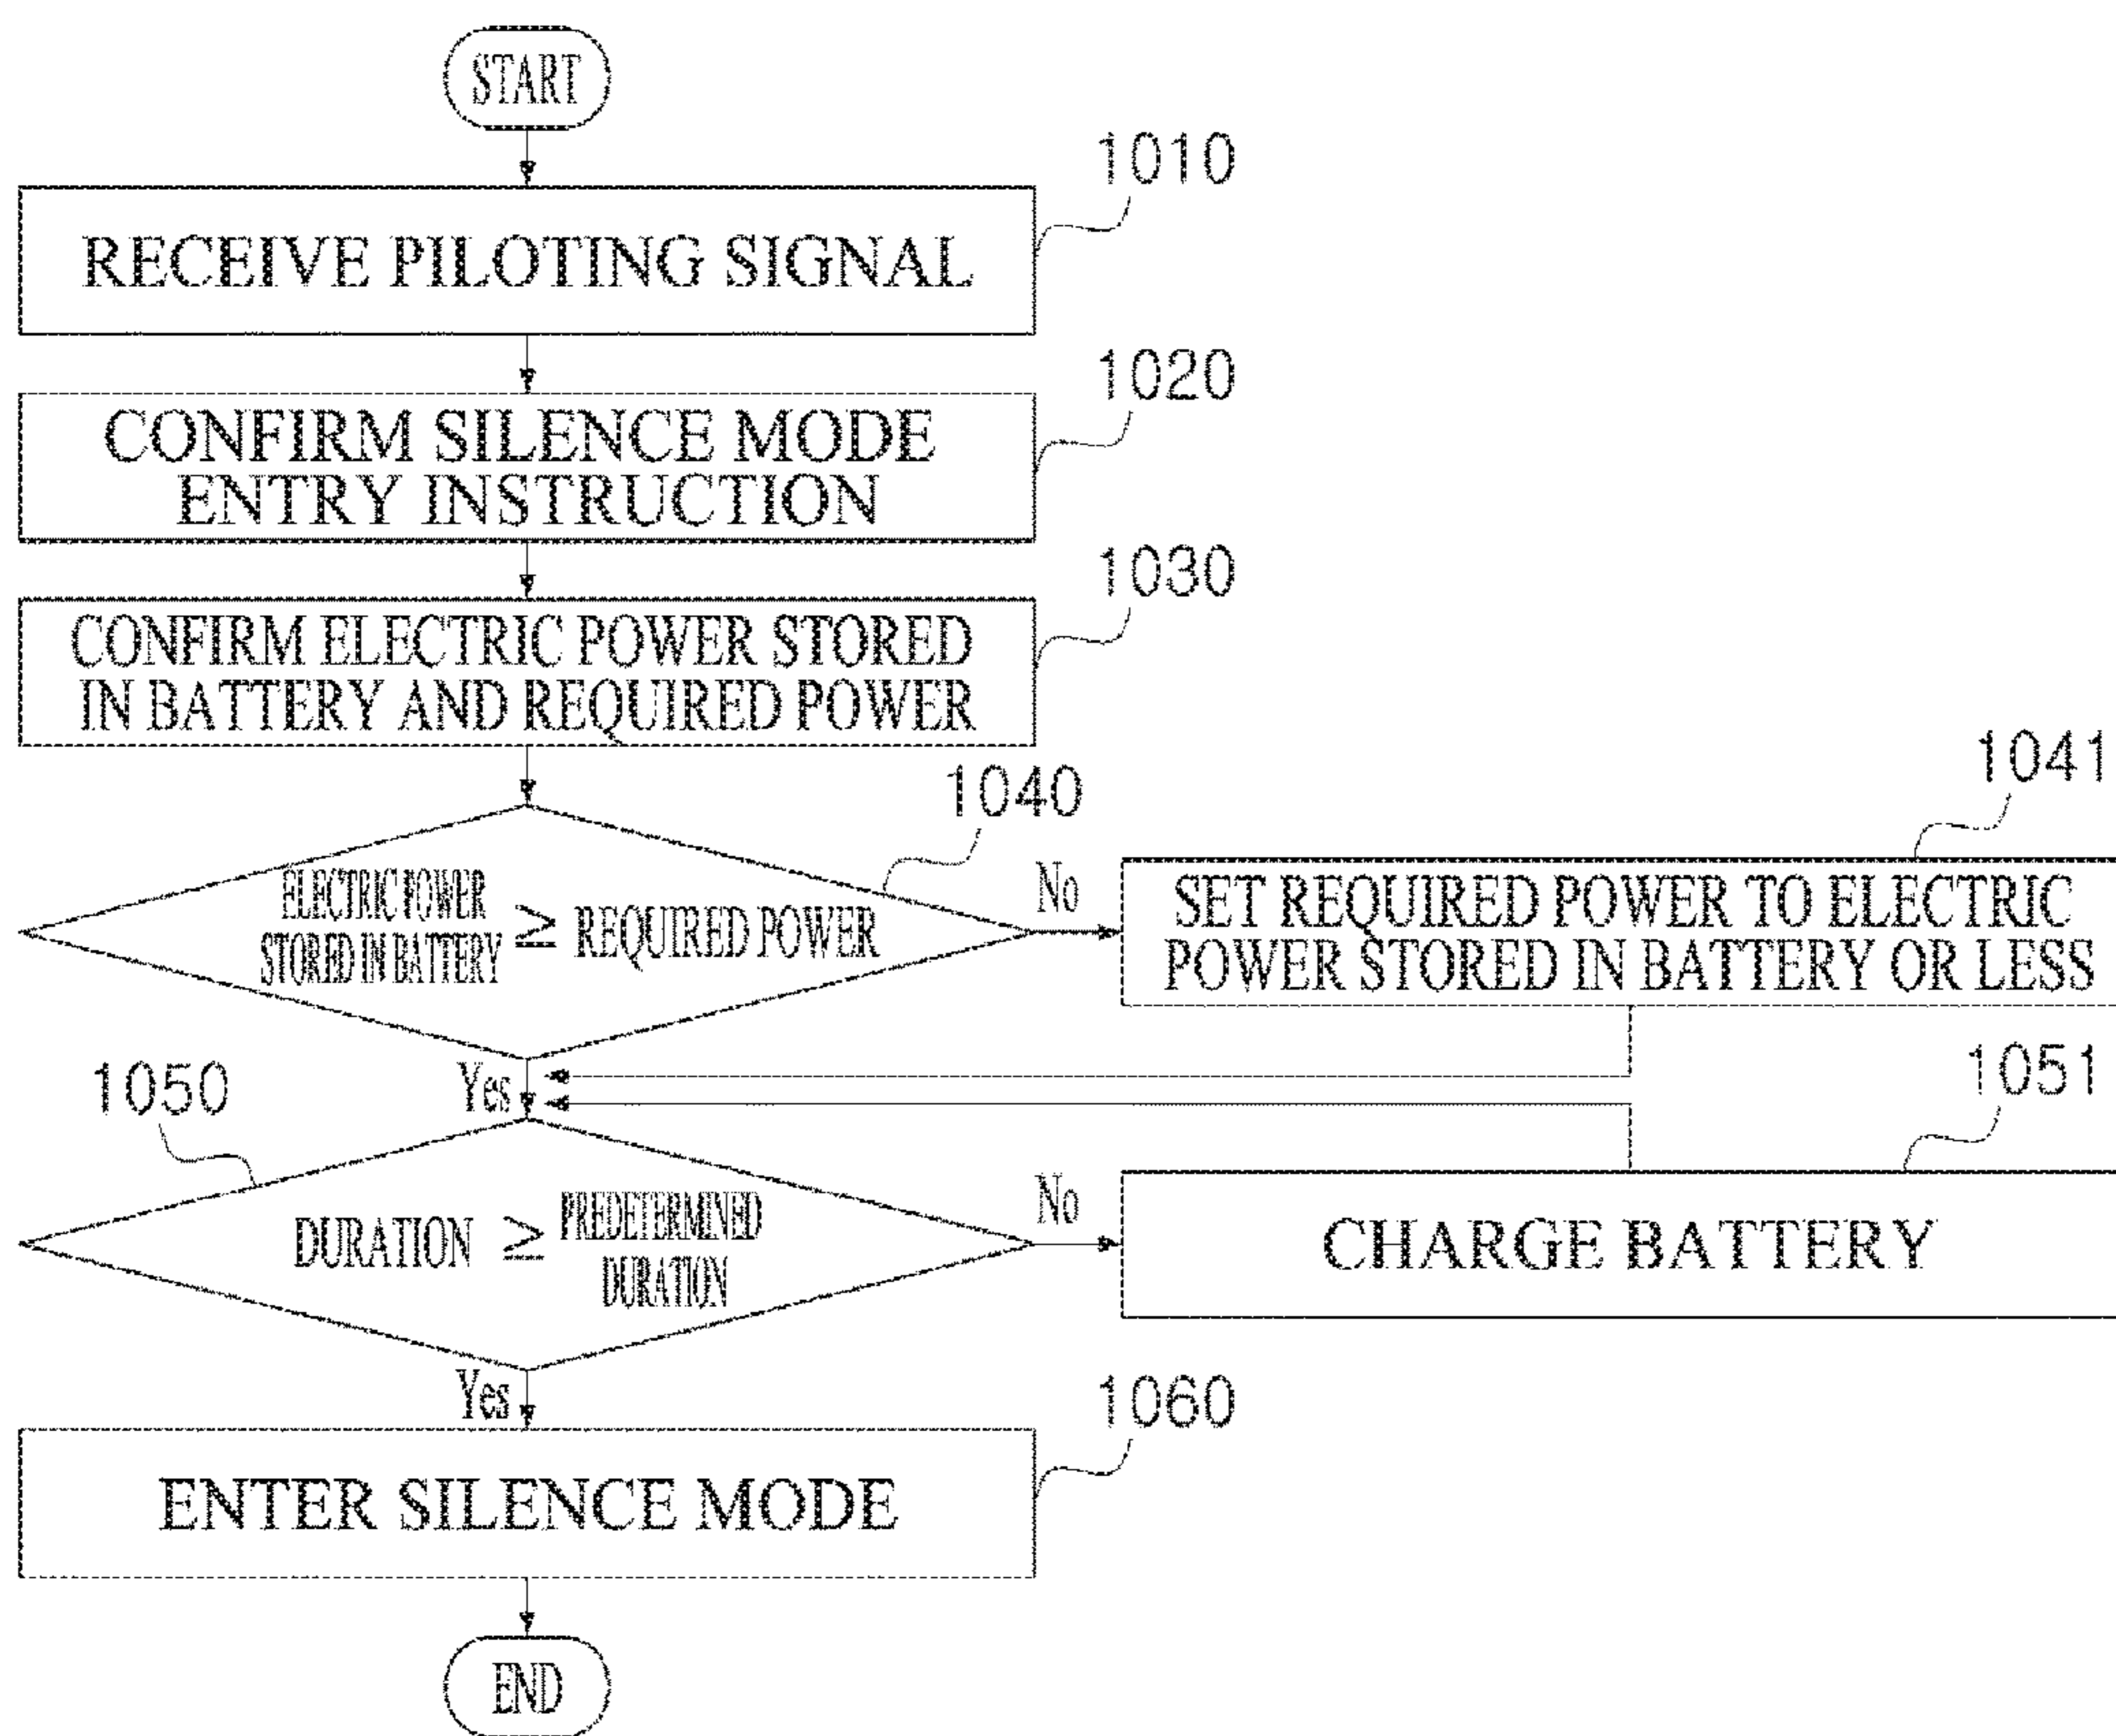 START
1010
RECEIVE PILOTING SIGNAL
1020
CONFIRM SILENCE MODE
ENTRY INSTRUCTION
1030
CONFIRM ELECTRIC POWER STORED
IN BATTERY AND REQUIRED POWER
1040
ELECTRIC POWER
STORED IN BATTERY ≥ REQUIRED POWER
No
1041
SET REQUIRED POWER TO ELECTRIC
POWER STORED IN BATTERY OR LESS
Yes
1050
DURATION ≥ PREDETERMINED
DURATION
No
1051
CHARGE BATTERY
Yes
1060
ENTER SILENCE MODE
END